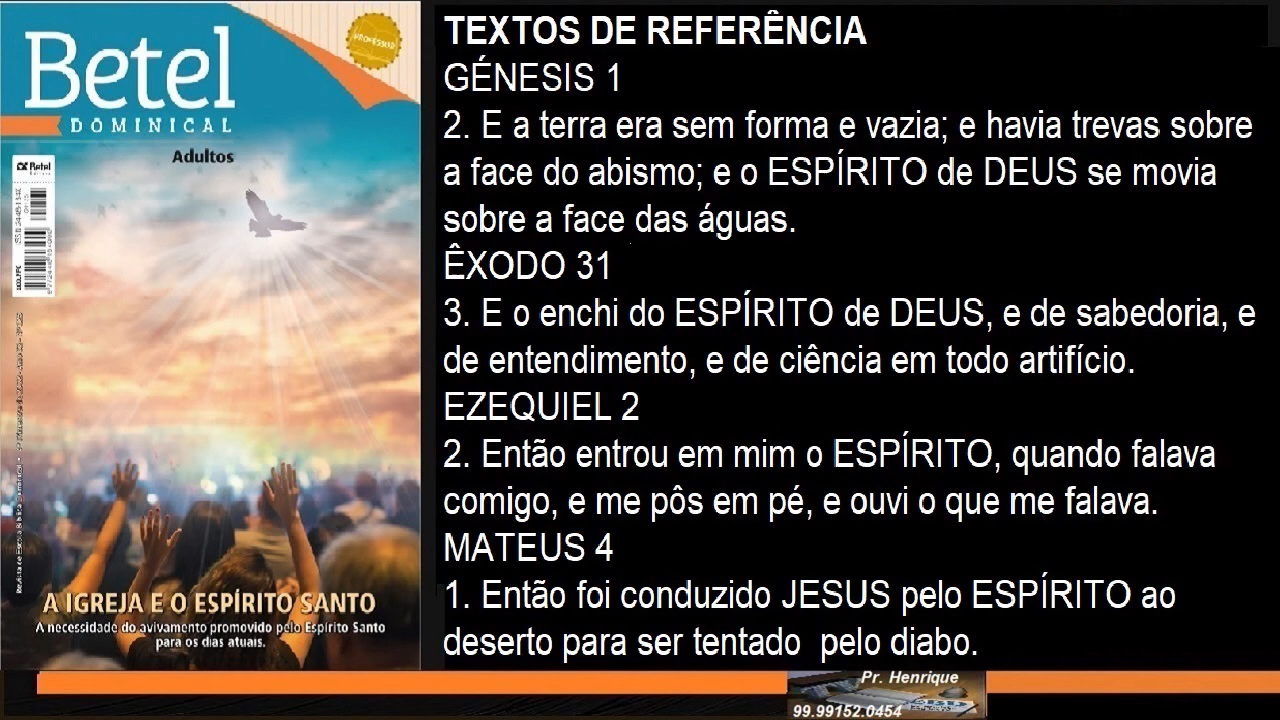 Betel
DOMINICAL
Adultos
PROFESSOR
Betel
A IGREJA E O ESPÍRITO SANTO
A necessidade do avivamento promovido pelo Espírito Santo
para os dias atuais.
TEXTOS DE REFERÊNCIA
GÉNESIS 1
2. E a terra era sem forma e vazia; e havia trevas sobre
a face do abismo; e o ESPÍRITO de DEUS se movia
sobre a face das águas.
ÊXODO 31
3. E o enchi do ESPÍRITO de DEUS, e de sabedoria, e
de entendimento, e de ciência em todo artifício.
EZEQUIEL 2
2. Então entrou em mim o ESPÍRITO, quando falava
comigo, e me pôs em pé, e ouvi o que me falava.
MATEUS 4
1. Então foi conduzido JESUS pelo ESPÍRITO ao
deserto para ser tentado  pelo diabo.
Pr. Henrique
99.99152.0454